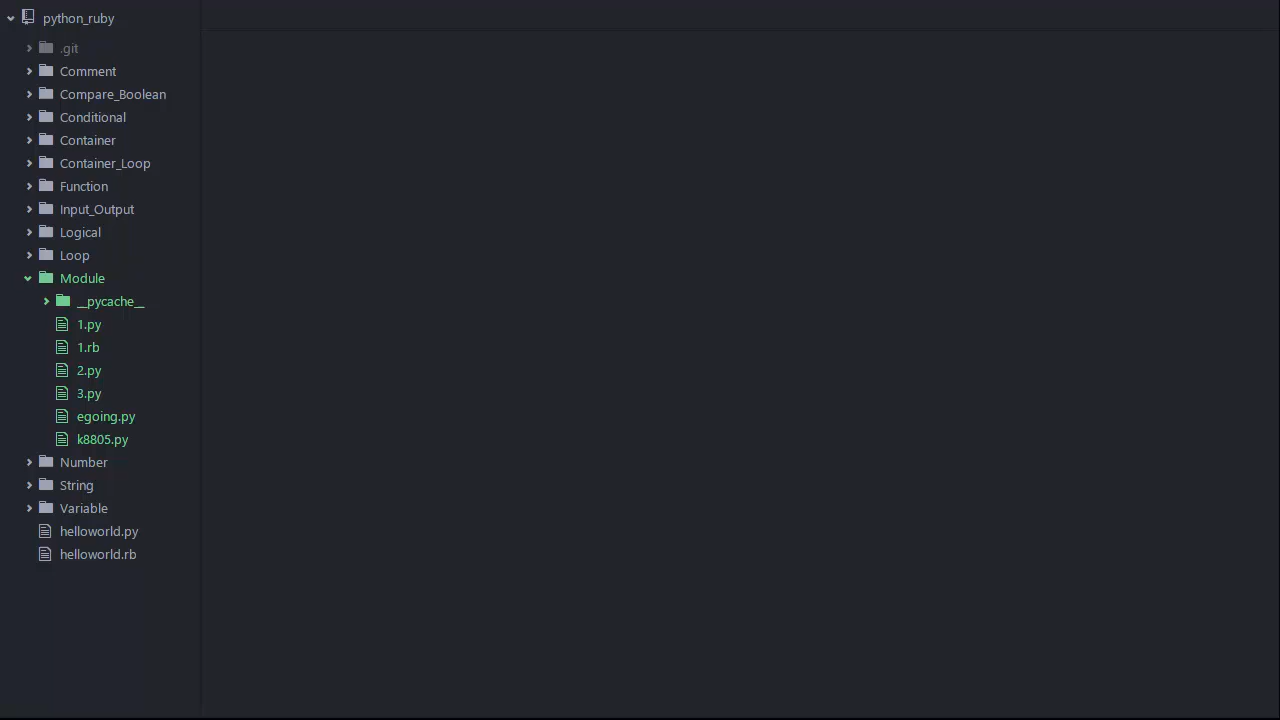 python_ruby
.git
Comment
Compare_Boolean
Conditional
Container
Container_Loop
Function
Input_Output
Logical
Loop
Module
__pycache__
1.py
1.rb
2.py
3.py
egoing.py
k8805.py
Number
String
Variable
helloworld.py
helloworld.rb